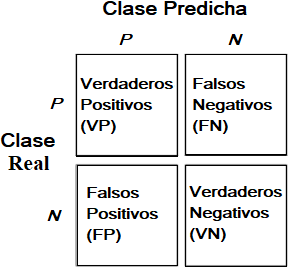 Clase Predicha
P N
P
Verdaderos
Positivos
(VP)
Falsos
Negativos
(FN)
Clase
Real
N
Falsos
Positivos
(FP)
Verdaderos
Negativos
(VN)